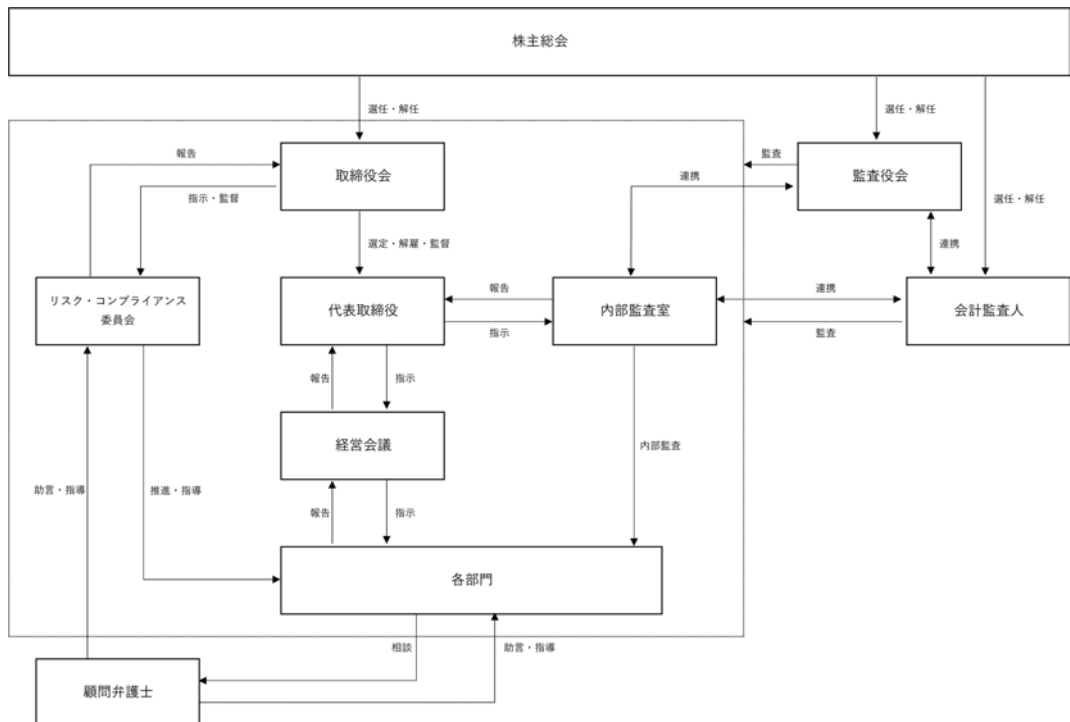 株主総会
選任・解任
選任・解任
選任・解任
取締役会
監査役会
報告
指示・監督
連携
監査
連携
選定・解雇・監督
リスク・コンプライアンス
委員会
代表取締役
報告
指示
内部監査室
連携
監査
会計監査人
報告
指示
経営会議
内部監査
助言・指導
推進・指導
報告
指示
各部門
相談
助言・指導
顧問弁護士